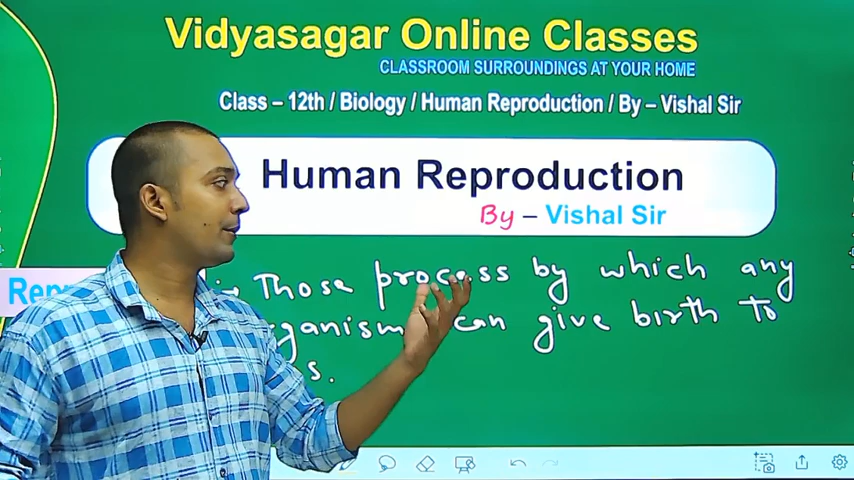 Vidyasagar Online Classes
CLASSROOM SURROUNDINGS AT YOUR HOME
Class – 12th / Biology / Human Reproduction / By – Vishal Sir
Human Reproduction
By – Vishal Sir
Those process by which any
can give birth to